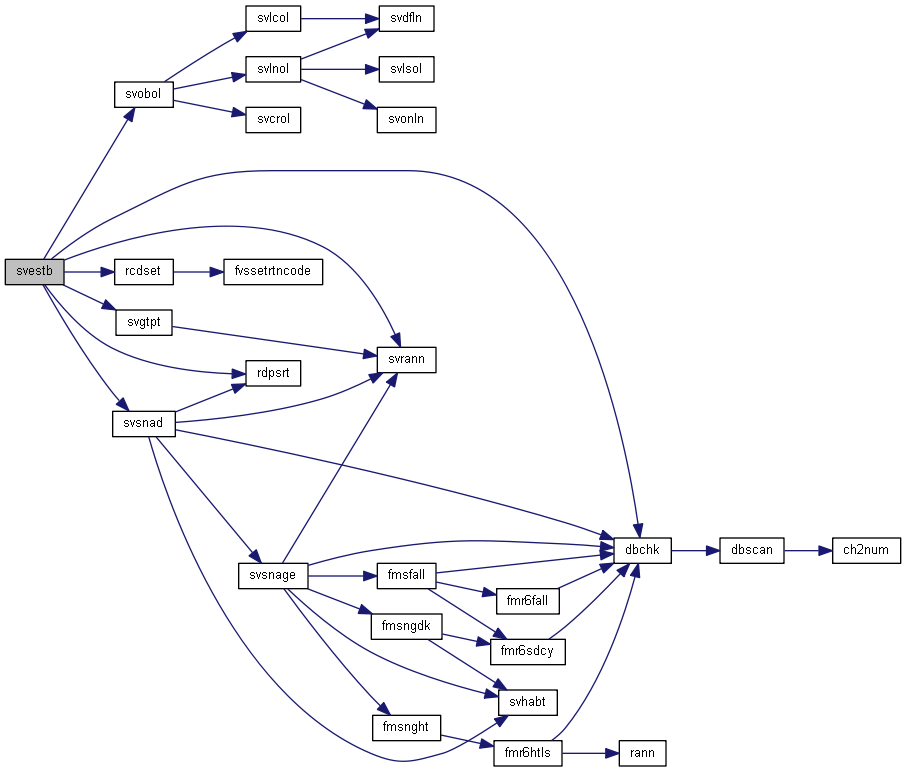 svlcol
svdfln
svlnol
svlsol
svobol
svcrol
svonln
svestb
rcdset
fvssetrtncode
svgtpt
svrann
rdpsrt
svsnad
dbchk
dbscan
ch2num
svsnage
fmsfall
fmr6fall
fmsngdk
fmr6sdcy
svhabt
fmsnght
fmr6htls
rann